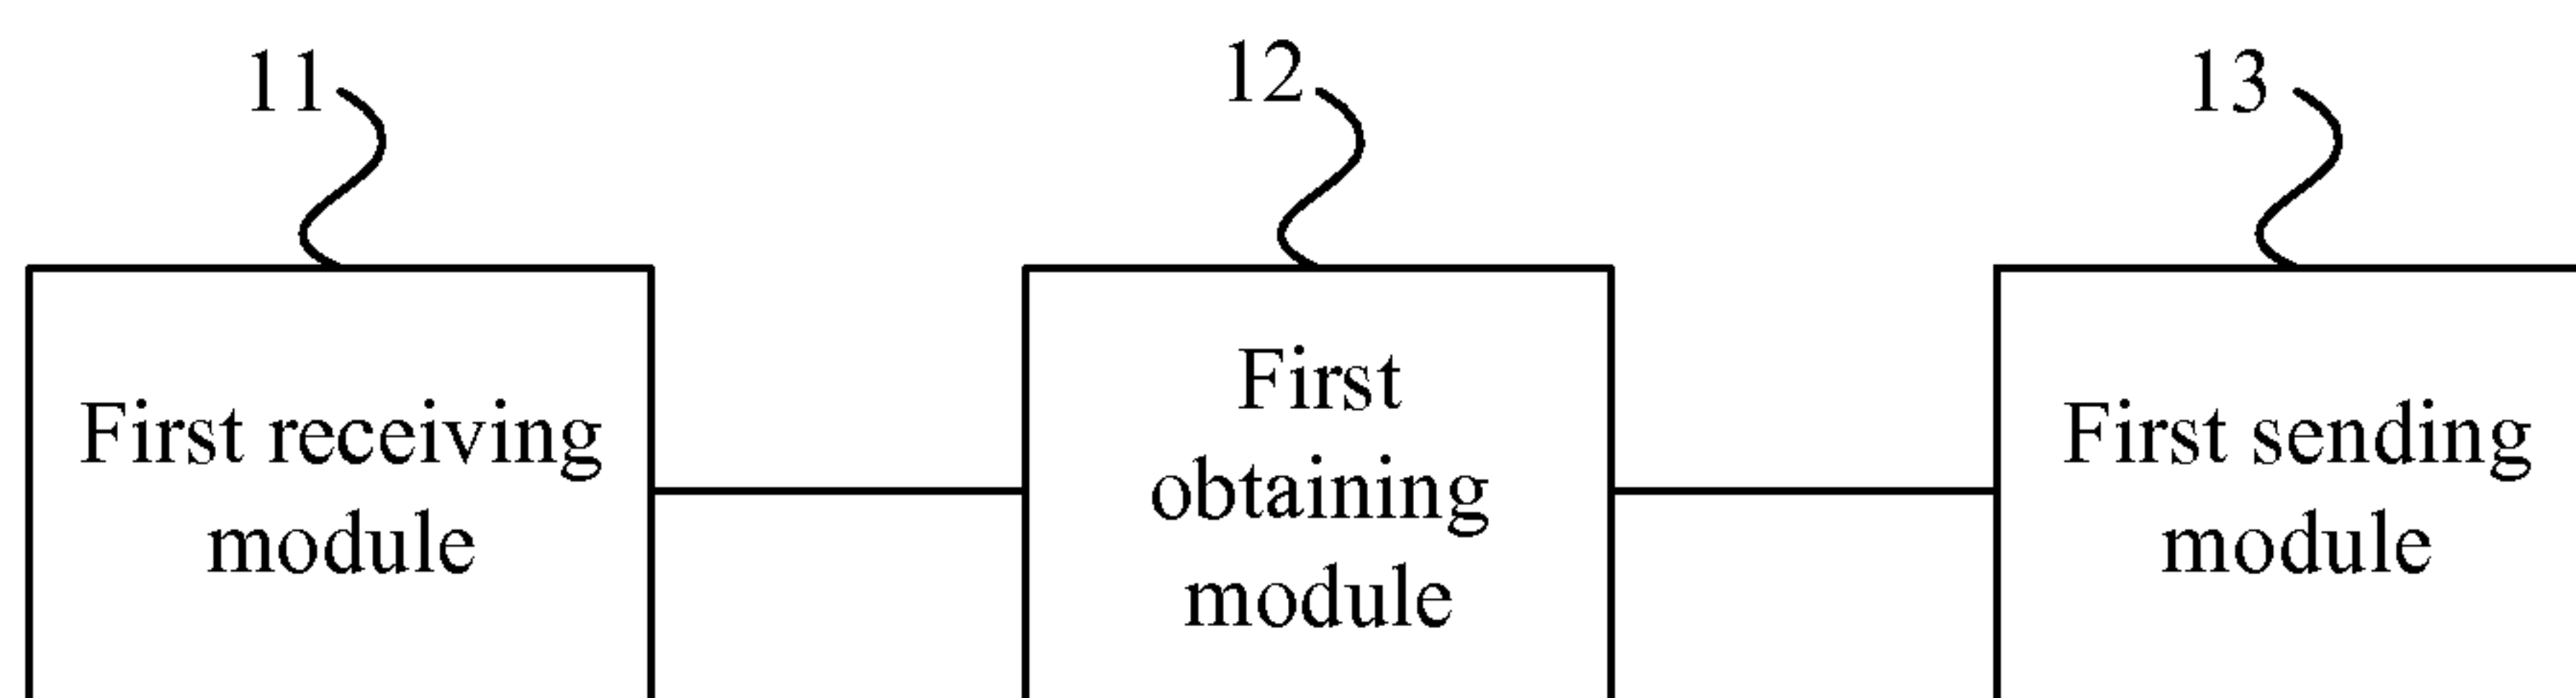 11
12
13
First receiving
module
First
obtaining
module
First sending
module